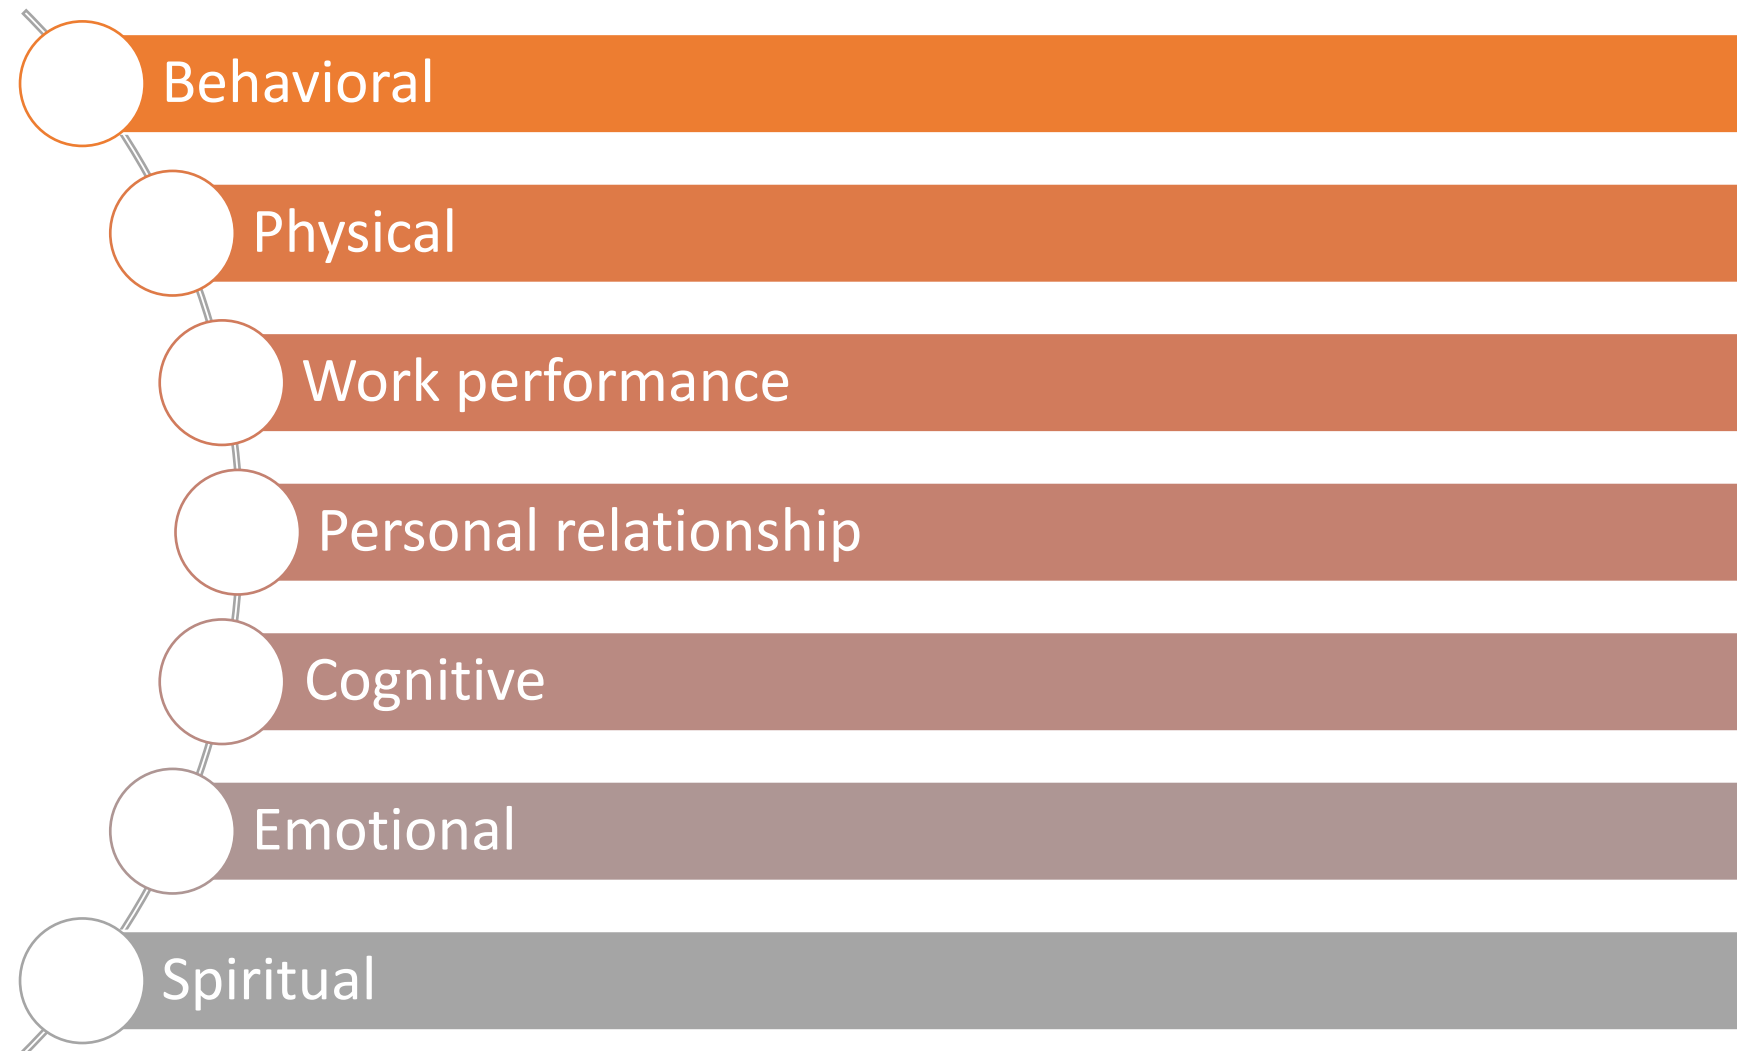 Behavioral
Physical
Work performance
Personal relationship
Cognitive
Emotional
Spiritual